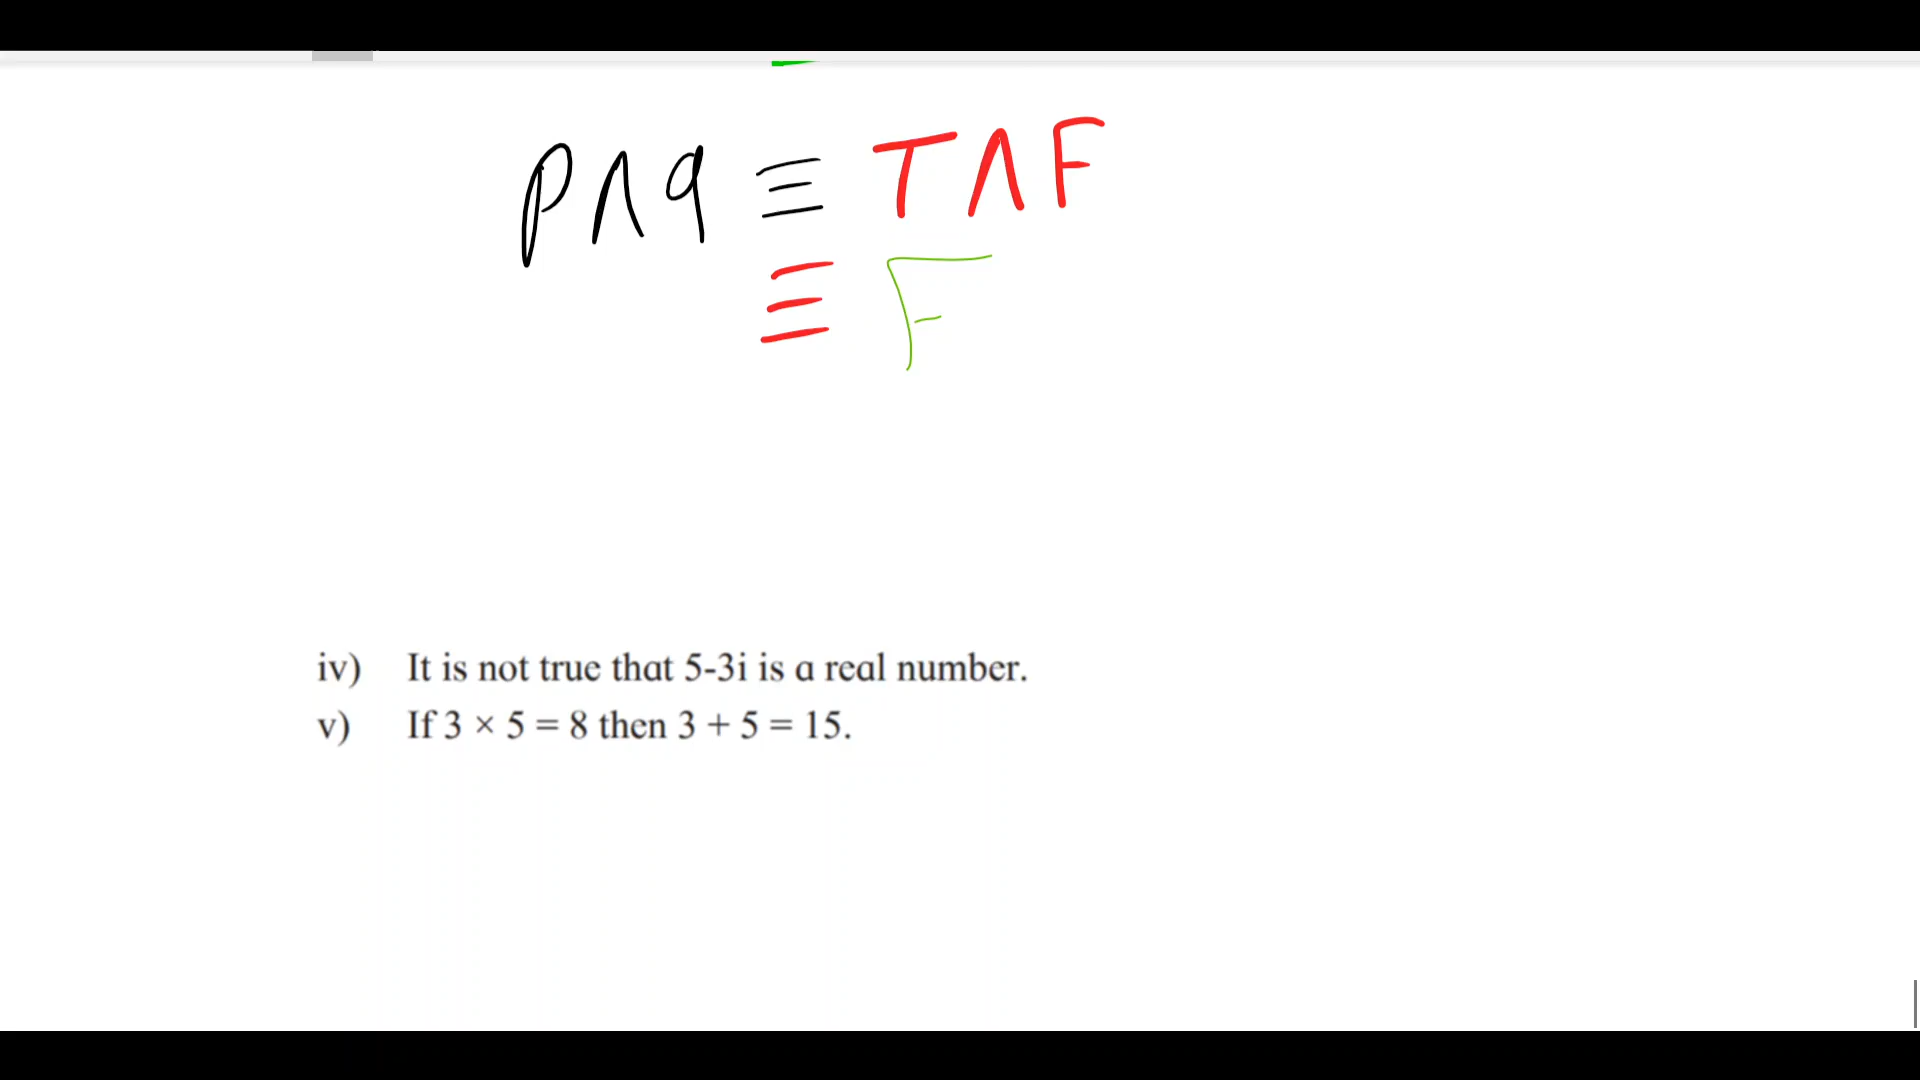 p ∧ q ≡ T ∧ F
≡ F
iv) It is not true that 5-3i is a real number.
v) If 3 × 5 = 8 then 3 + 5 = 15.